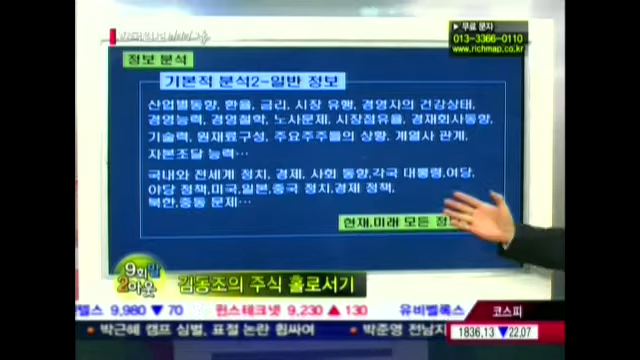 ▶ 무료 문자
013-3366-0110
www.richmap.co.kr
정보 분석
기본적 분석2-일반 정보
산업별동향, 환율, 금리, 시장 유행, 경영자의 건강상태,
경영능력, 경영철학, 노사문제, 시장점유율, 경재회사동향,
기술력, 원재료구성, 주요주주들의 상황, 계열사 관계,
자본조달 능력…
국내와 전세계 정치, 경제, 사회 동향,각국 대통령,여당,
야당 정책,미국,일본,중국 정치,경제 정책,
북한,중동 문제…
현재,미래 모든 정
9회말
2아웃
김동조의 주식 홀로서기
벨스 9,980 ▼ 70 윈스테크넷 9,230 ▲ 130 유비벨록스
코스피
박근혜 캠프 심벌, 표절 논란 휩싸여 박준영 전남지
1836.13 ▼22.07